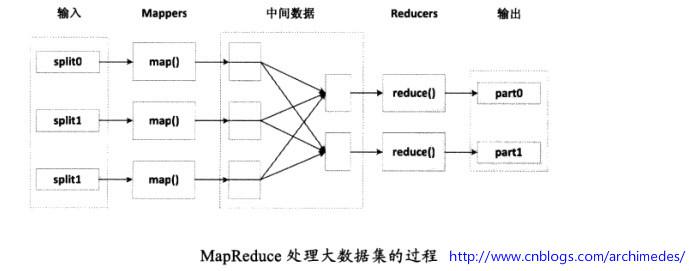 输入 Mappers 中间数据 Reducers 输出
split0 map()
reduce() part0
split1 map()
reduce() part1
split1 map()
MapReduce 处理大数据集的过程 http://www.cnblogs.com/archimedes/